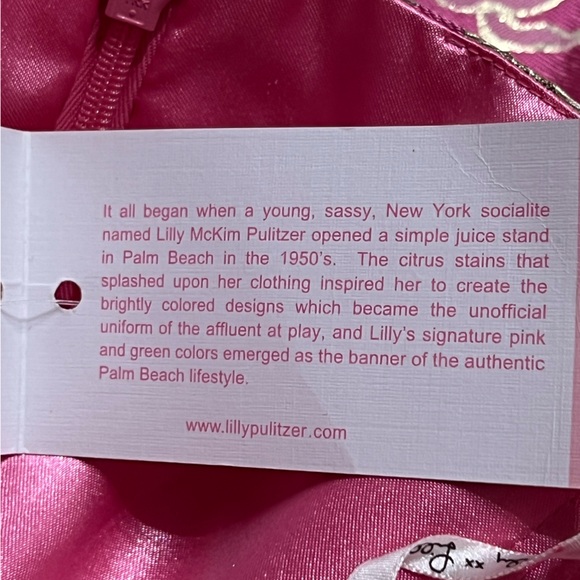 It all began when a young, sassy, New York socialite
named Lilly McKim Pulitzer opened a simple juice stand
in Palm Beach in the 1950's. The citrus stains that
splashed upon her clothing inspired her to create the
brightly colored designs which became the unofficial
uniform of the affluent at play, and Lilly's signature pink
and green colors emerged as the banner of the authentic
Palm Beach lifestyle.
www.lillypulitzer.com
xx